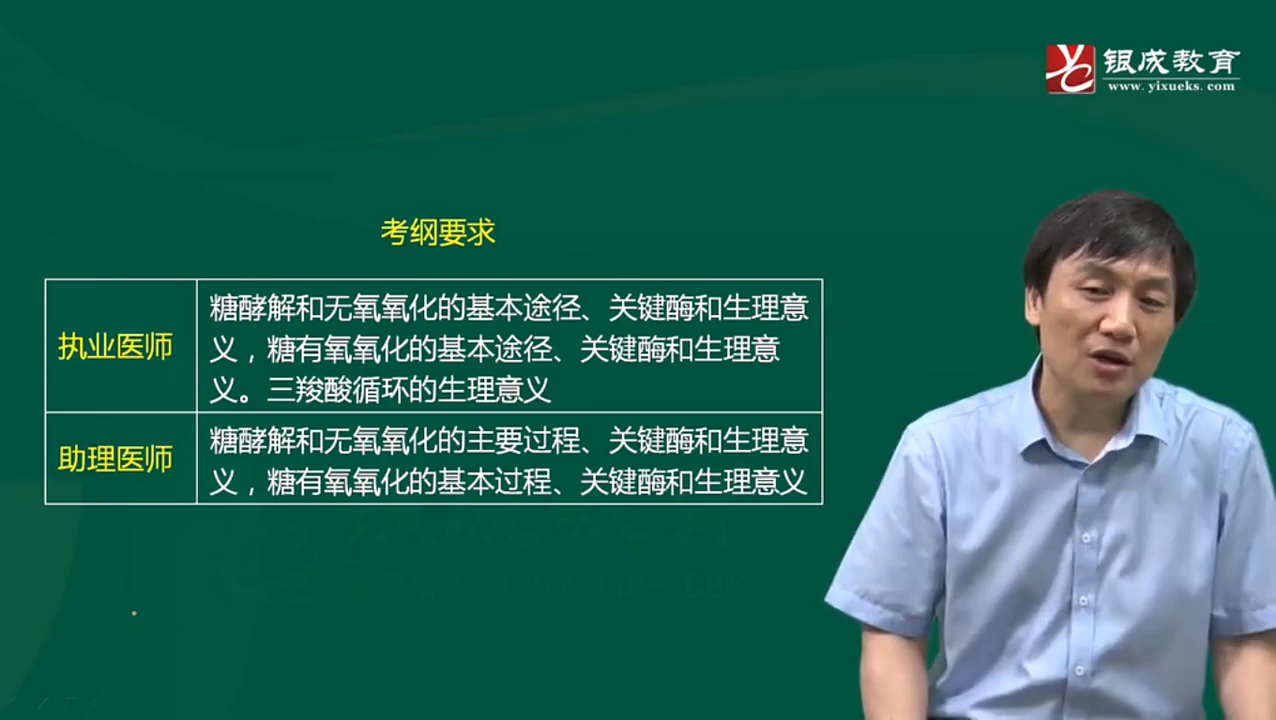 银成教育
www.yixueks.com
考纲要求
执业医师
糖酵解和无氧氧化的基本途径、关键酶和生理意
义，糖有氧氧化的基本途径、关键酶和生理意
义。三羧酸循环的生理意义
助理医师
糖酵解和无氧氧化的主要过程、关键酶和生理意
义，糖有氧氧化的基本过程、关键酶和生理意义
银成教育